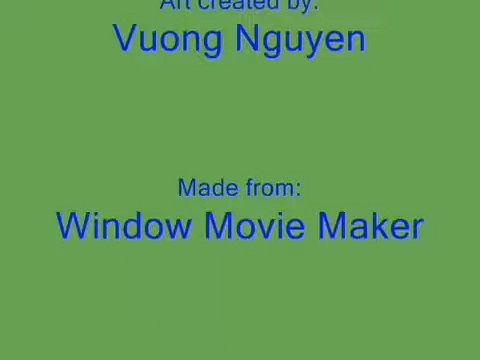 Art created by:
Vuong Nguyen
Made from:
Window Movie Maker